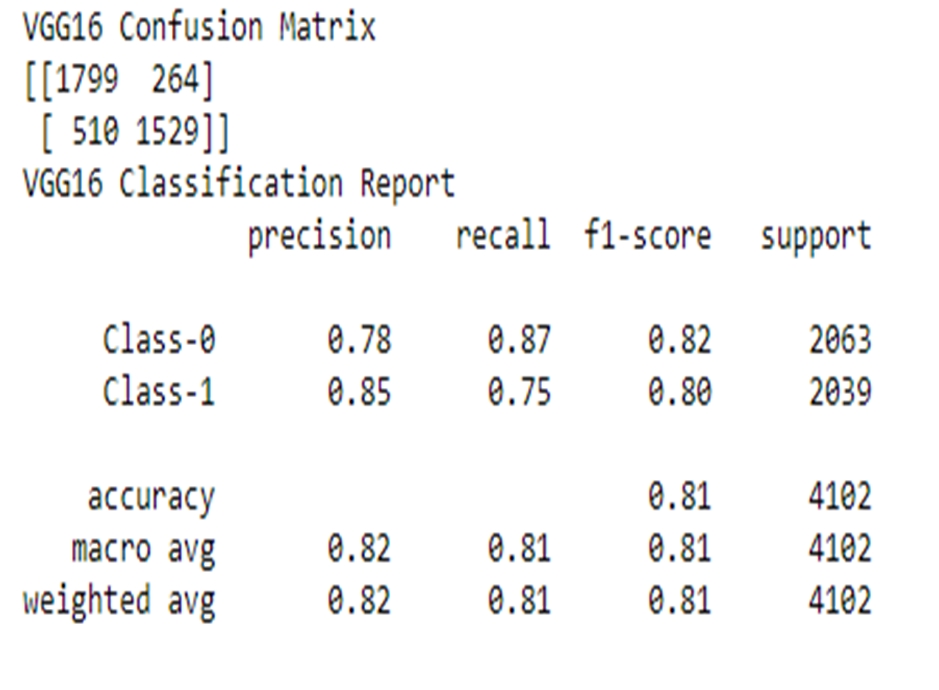 VGG16 Confusion Matrix
[[1799  264]
 [ 510 1529]]
VGG16 Classification Report
              precision    recall  f1-score   support
     Class-0       0.78      0.87      0.82      2063
     Class-1       0.85      0.75      0.80      2039
    accuracy                           0.81      4102
   macro avg       0.82      0.81      0.81      4102
weighted avg       0.82      0.81      0.81      4102